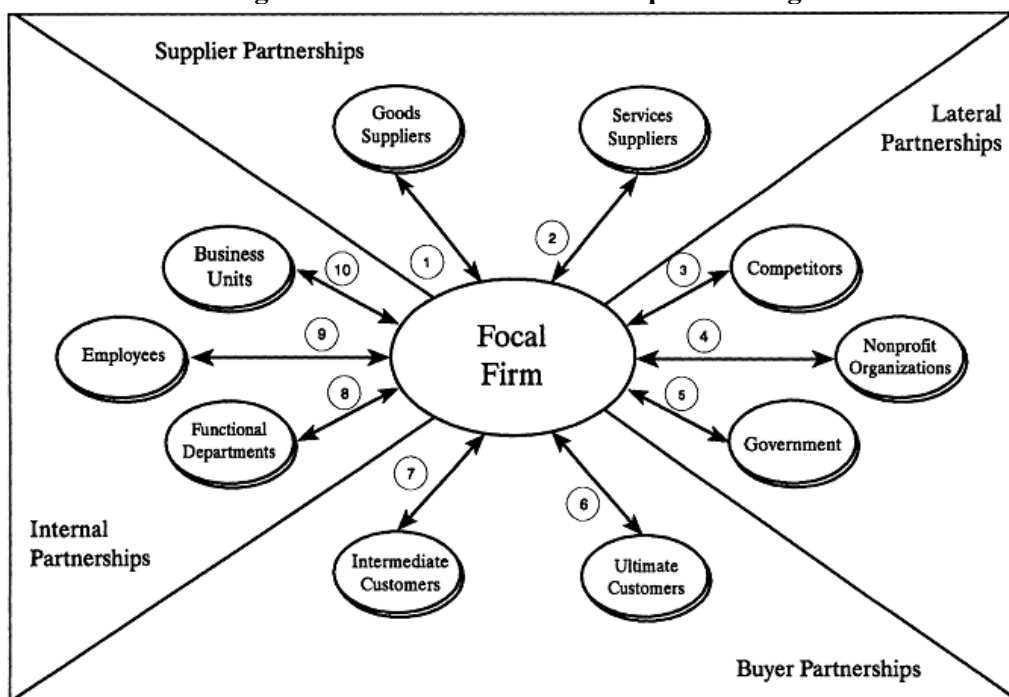 Supplier Partnerships
Goods
Suppliers
Services
Suppliers
Lateral
Partnerships
1
2
Business
Units
10
3
Competitors
Employees
9
Focal
Firm
4
Nonprofit
Organizations
Functional
Departments
8
5
Government
7
6
Internal
Partnerships
Intermediate
Customers
Ultimate
Customers
Buyer Partnerships